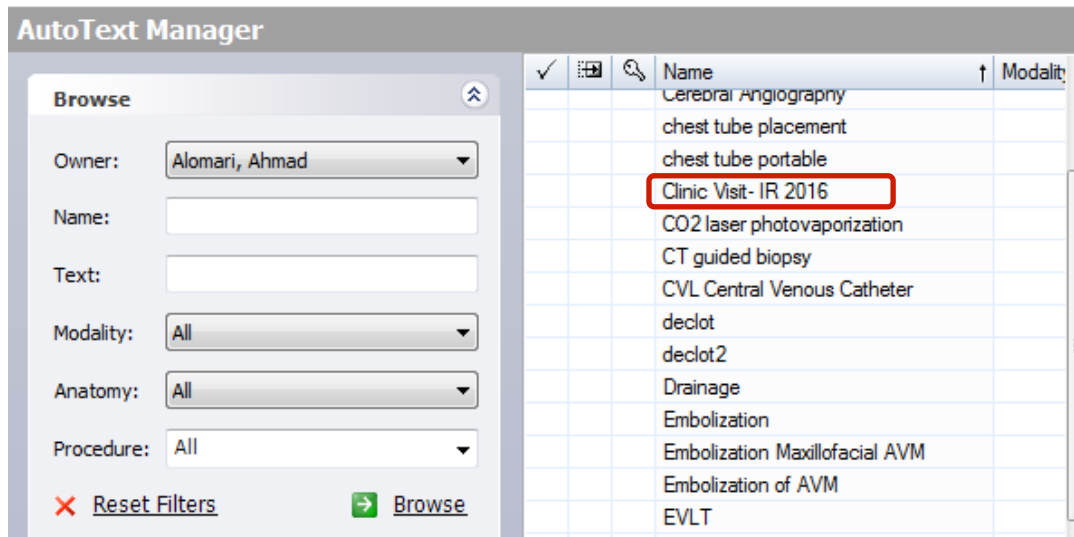 AutoText Manager
Browse
Owner: Alomari, Ahmad
Name:
Text:
Modality: All
Anatomy: All
Procedure: All
Reset Filters Browse
Name Modality
Cerebral Angiography
chest tube placement
chest tube portable
Clinic Visit- IR 2016
CO2 laser photovaporization
CT guided biopsy
CVL Central Venous Catheter
declot
declot2
Drainage
Embolization
Embolization Maxillofacial AVM
Embolization of AVM
EVLT